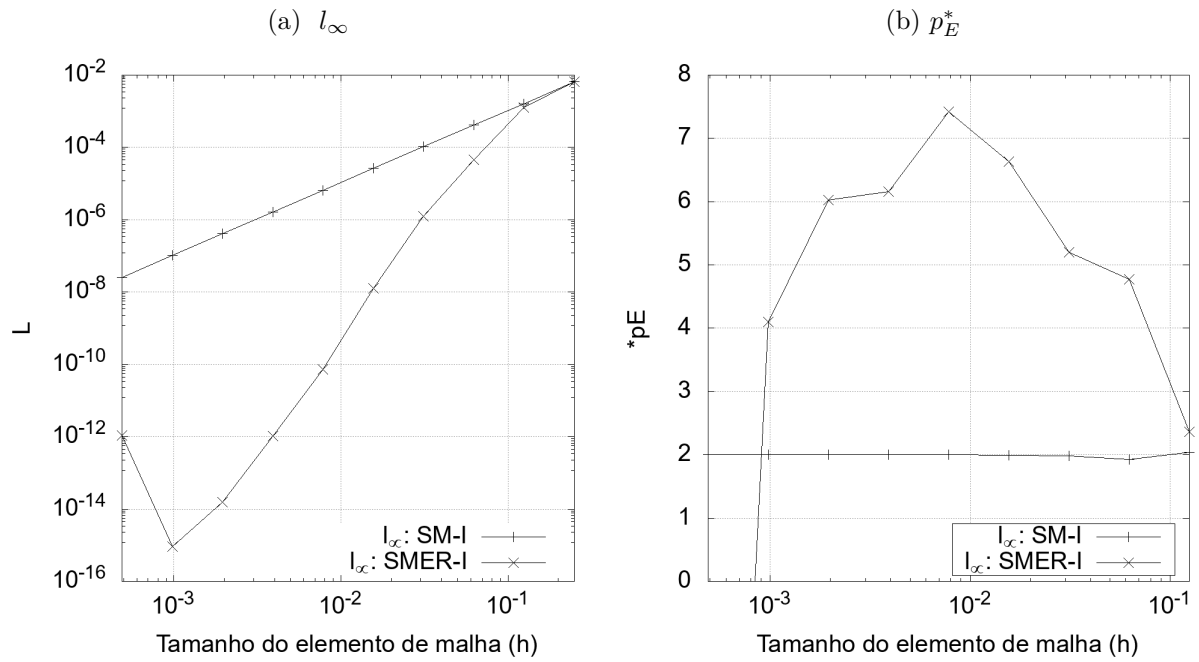 (a) l∞
10-2
10-4
10-6
10-8
10-10
10-12
10-14
10-16
L
10-3 10-2 10-1
Tamanho do elemento de malha (h)
l∞: SM-I
l∞: SMER-I
(b) p*E
8
7
6
5
4
3
2
1
0
*pE
10-3 10-2 10-1
Tamanho do elemento de malha (h)
l∞: SM-I
l∞: SMER-I